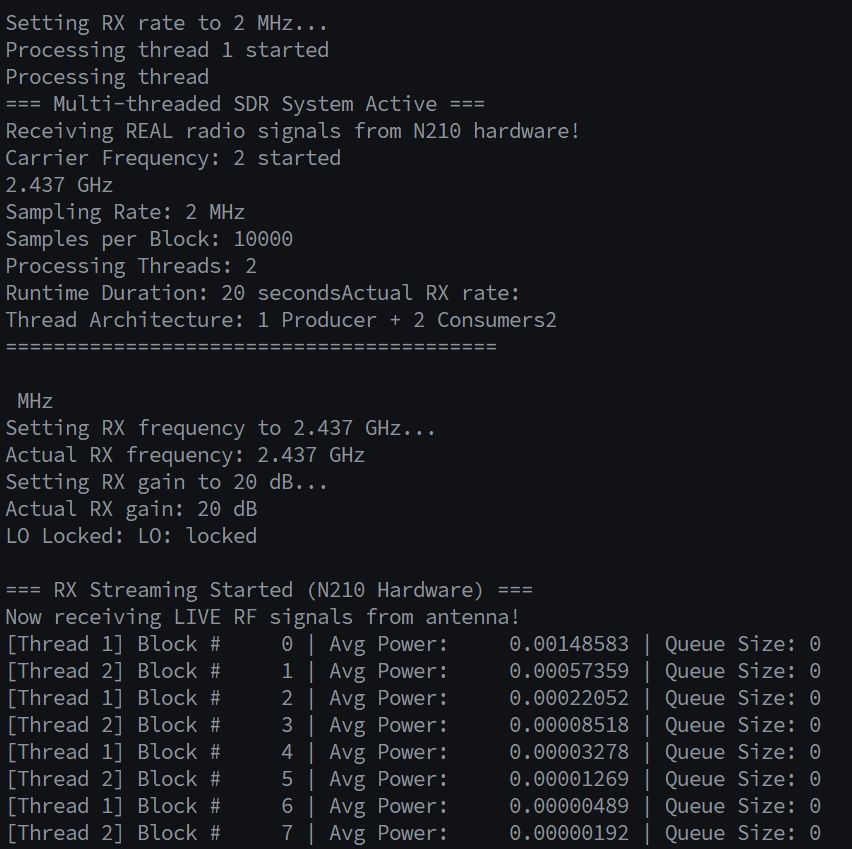 Setting RX rate to 2 MHz...
Processing thread 1 started
Processing thread
=== Multi-threaded SDR System Active ===
Receiving REAL radio signals from N210 hardware!
Carrier Frequency: 2 started
2.437 GHz
Sampling Rate: 2 MHz
Samples per Block: 10000
Processing Threads: 2
Runtime Duration: 20 secondsActual RX rate:
Thread Architecture: 1 Producer + 2 Consumers2
=========================================
 MHz
Setting RX frequency to 2.437 GHz...
Actual RX frequency: 2.437 GHz
Setting RX gain to 20 dB...
Actual RX gain: 20 dB
LO Locked: LO: locked
=== RX Streaming Started (N210 Hardware) ===
Now receiving LIVE RF signals from antenna!
[Thread 1] Block #     0 | Avg Power:     0.00148583 | Queue Size: 0
[Thread 2] Block #     1 | Avg Power:     0.00057359 | Queue Size: 0
[Thread 1] Block #     2 | Avg Power:     0.00022052 | Queue Size: 0
[Thread 2] Block #     3 | Avg Power:     0.00008518 | Queue Size: 0
[Thread 1] Block #     4 | Avg Power:     0.00003278 | Queue Size: 0
[Thread 2] Block #     5 | Avg Power:     0.00001269 | Queue Size: 0
[Thread 1] Block #     6 | Avg Power:     0.00000489 | Queue Size: 0
[Thread 2] Block #     7 | Avg Power:     0.00000192 | Queue Size: 0